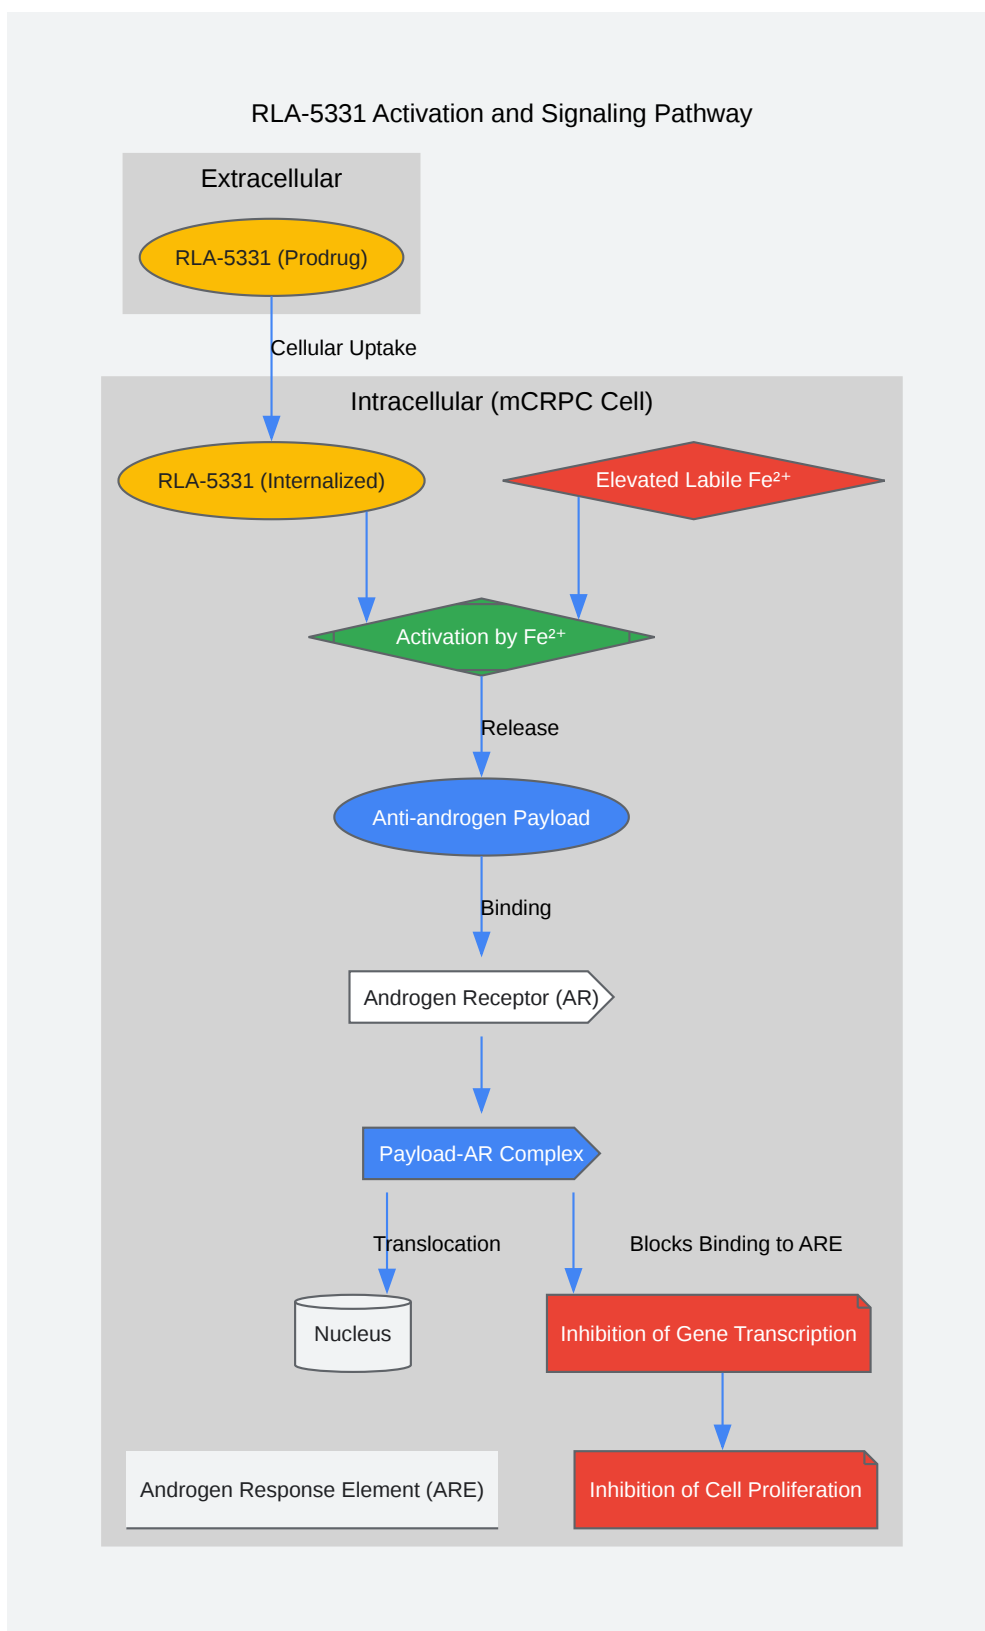 RLA-5331 Activation and Signaling Pathway
Extracellular
RLA-5331 (Prodrug)
Cellular Uptake
Intracellular (mCRPC Cell)
RLA-5331 (Internalized)
Elevated Labile Fe²⁺
Activation by Fe²⁺
Release
Anti-androgen Payload
Binding
Androgen Receptor (AR)
Payload-AR Complex
Translocation
Blocks Binding to ARE
Nucleus
Inhibition of Gene Transcription
Androgen Response Element (ARE)
Inhibition of Cell Proliferation